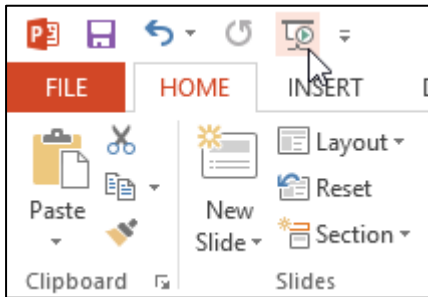 P
FILE HOME INSERT D
Layout
Reset
Paste New
Slide Section
Clipboard Slides